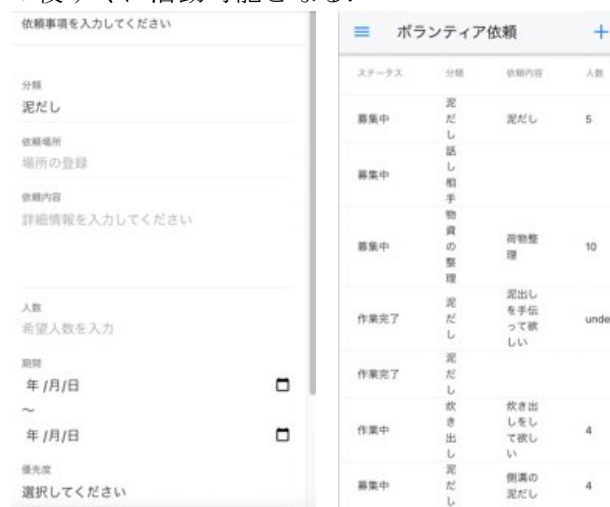 依頼事項を入力してください
分類
泥だし
依頼場所
場所の登録
依頼内容
詳細情報を入力してください
人数
希望人数を入力
期間
年 /月/日
~
年 /月/日
優先度
選択してください
ボランティア依頼
ステータス 分類 依頼内容 人数
募集中 泥だし 泥だし 5
募集中 話し相手
募集中 物資の整理 荷物整理 10
作業完了 泥だし 泥出しを手伝って欲しい unde
作業完了 泥だし
作業中 炊き出し 炊き出しをして欲しい 4
募集中 泥だし 側溝の泥だし 4